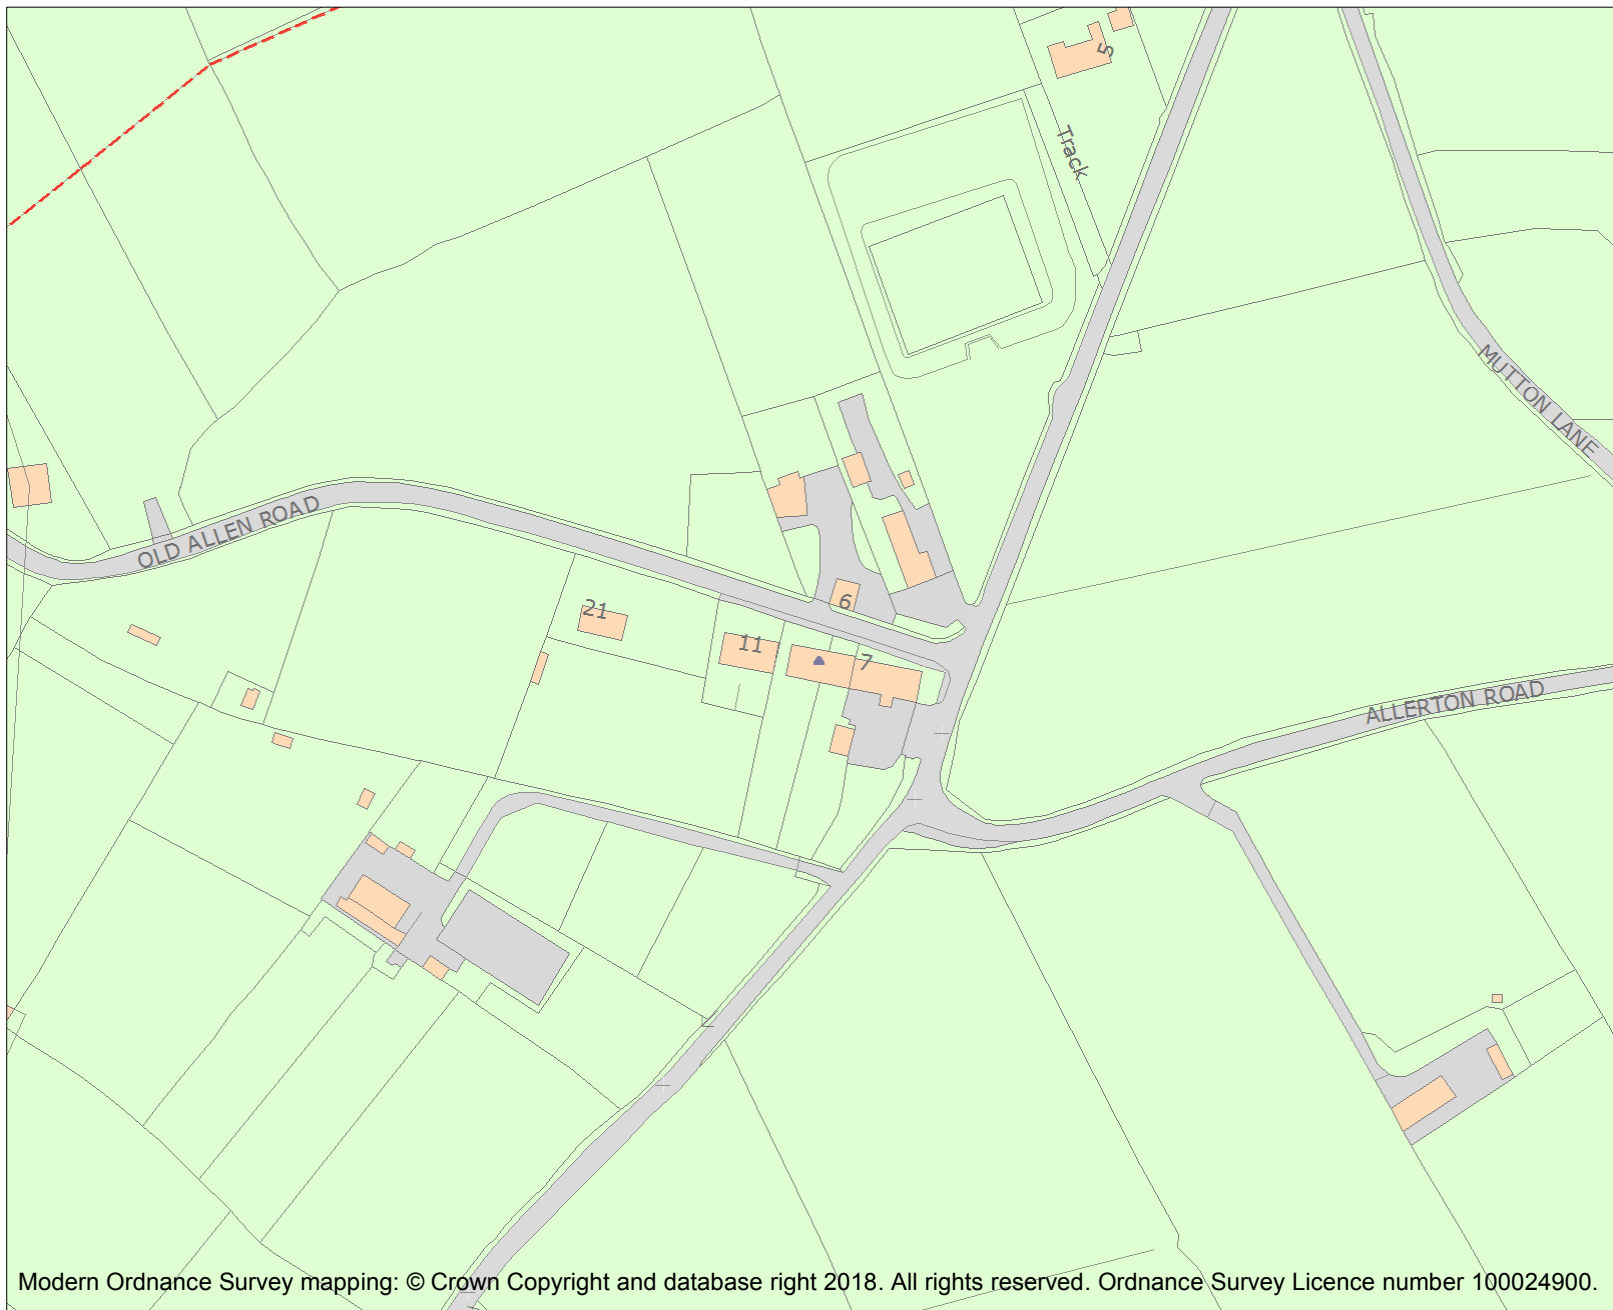 5
Track
MUTTON LANE
OLD ALLEN ROAD
6
21
11
7
ALLERTON ROAD
Modern Ordnance Survey mapping: © Crown Copyright and database right 2018. All rights reserved. Ordnance Survey Licence number 100024900.